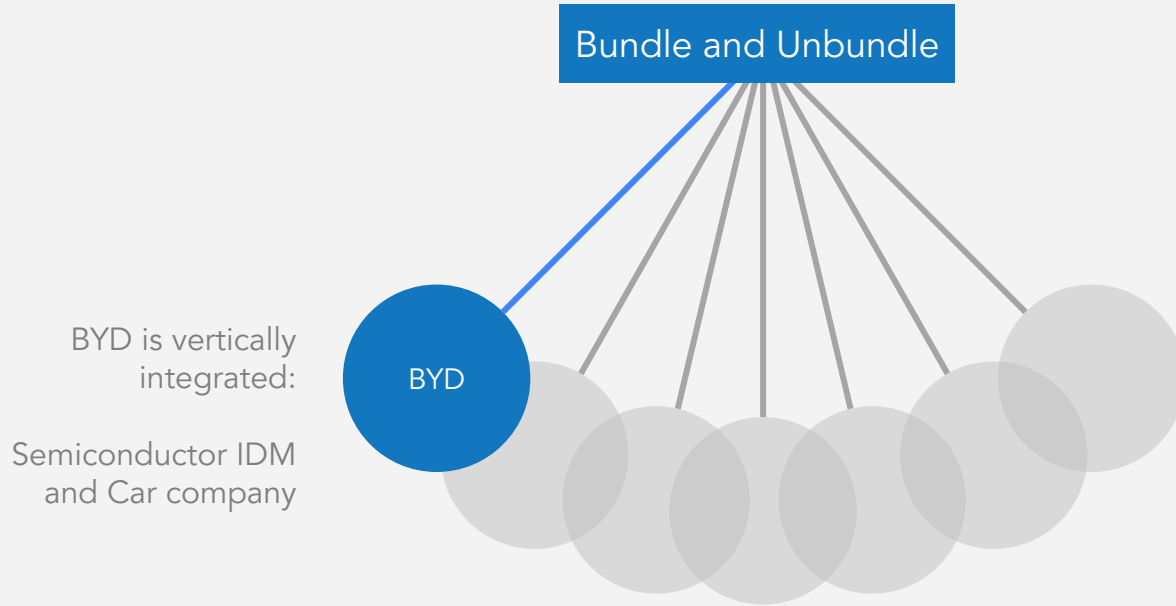 Bundle and Unbundle
BYD is vertically
integrated:
BYD
Semiconductor IDM
and Car company